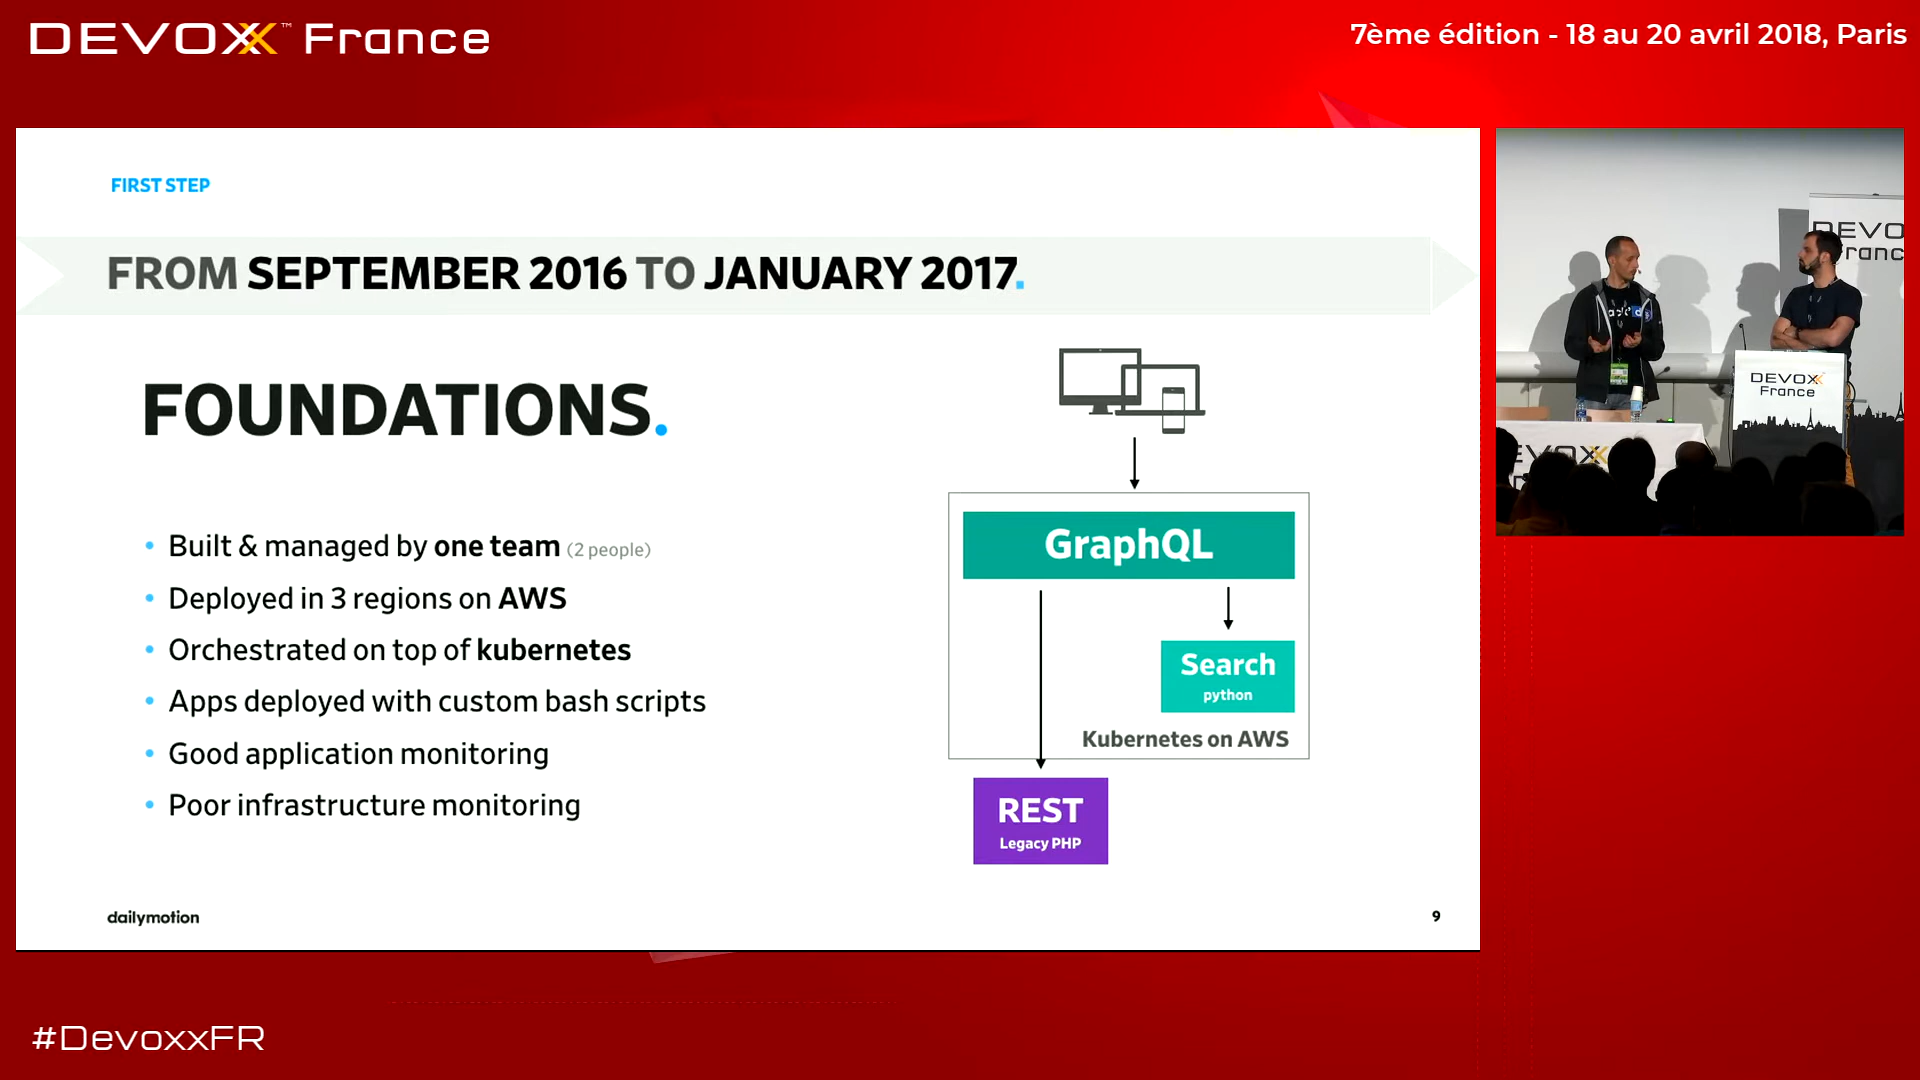 DEVOXX™ France
7ème édition - 18 au 20 avril 2018, Paris
FIRST STEP
FROM SEPTEMBER 2016 TO JANUARY 2017.
FOUNDATIONS.
• Built & managed by one team (2 people)
• Deployed in 3 regions on AWS
• Orchestrated on top of kubernetes
• Apps deployed with custom bash scripts
• Good application monitoring
• Poor infrastructure monitoring
GraphQL
Search
python
Kubernetes on AWS
REST
Legacy PHP
dailymotion
9
DEVOX
France
#DevoxxFR